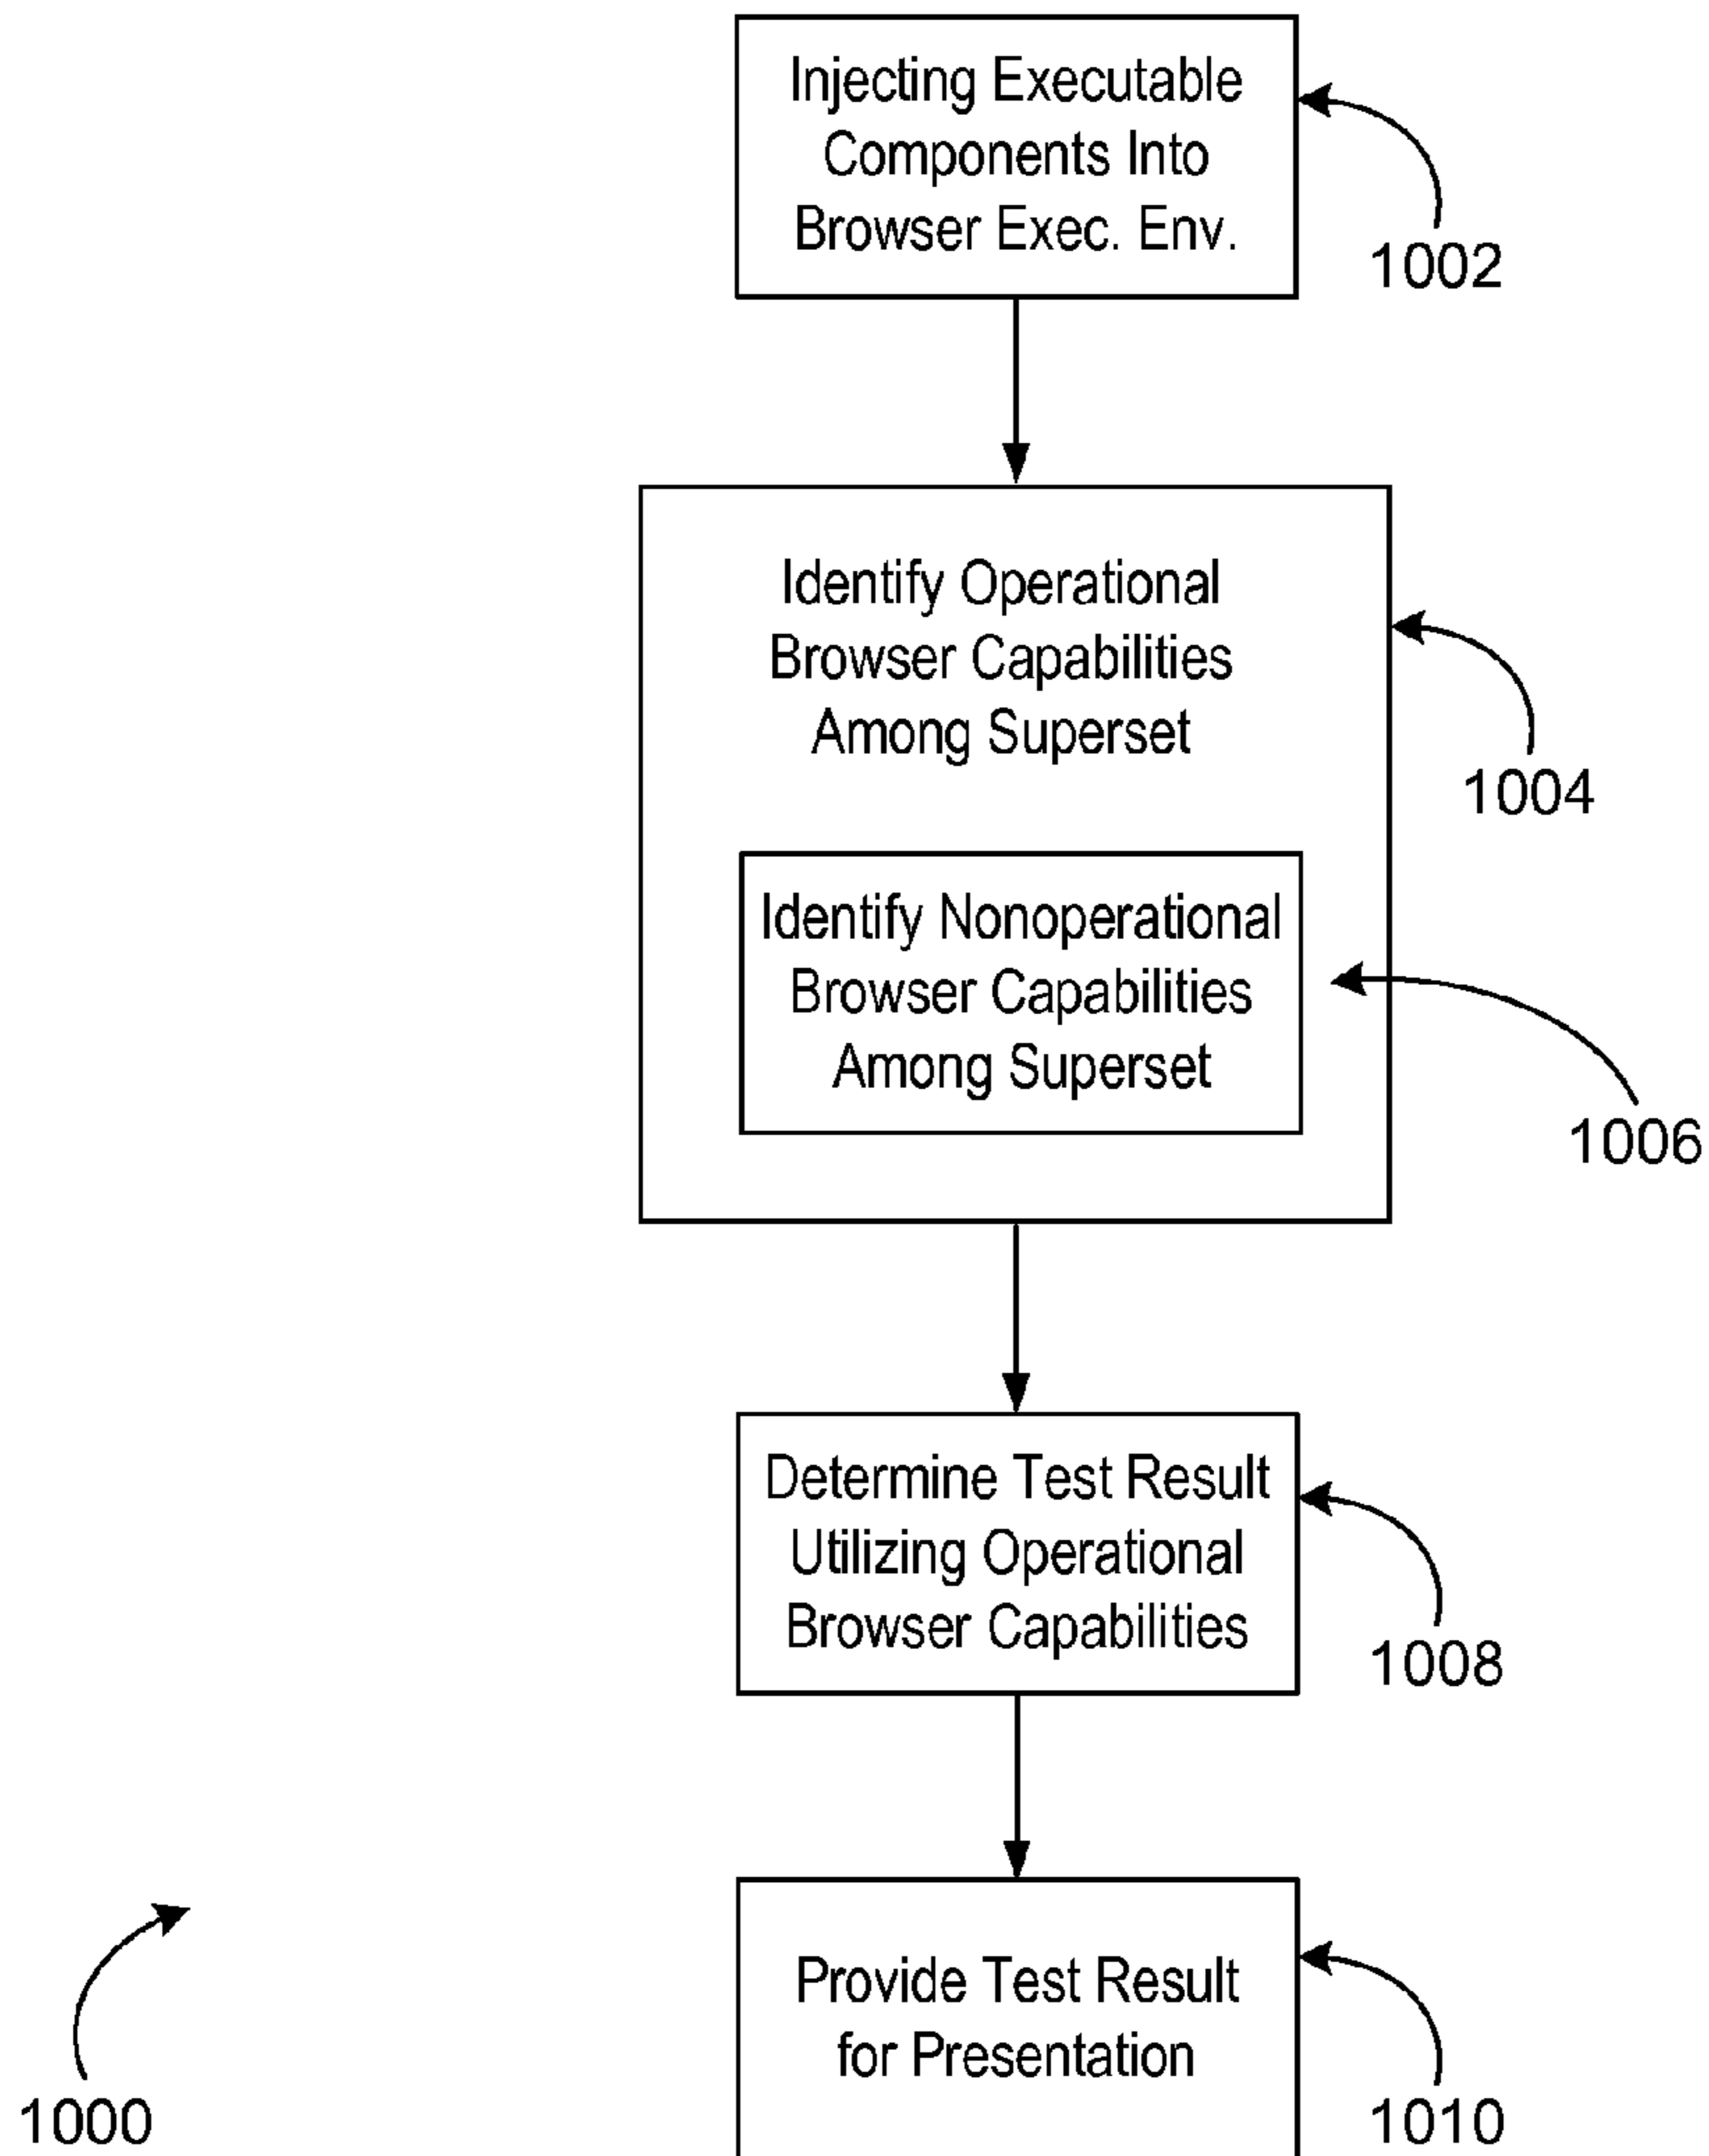 Injecting Executable
Components Into
Browser Exec. Env.
1002
Identify Operational
Browser Capabilities
Among Superset
1004
Identify Nonoperational
Browser Capabilities
Among Superset
1006
Determine Test Result
Utilizing Operational
Browser Capabilities
1008
Provide Test Result
for Presentation
1010
1000